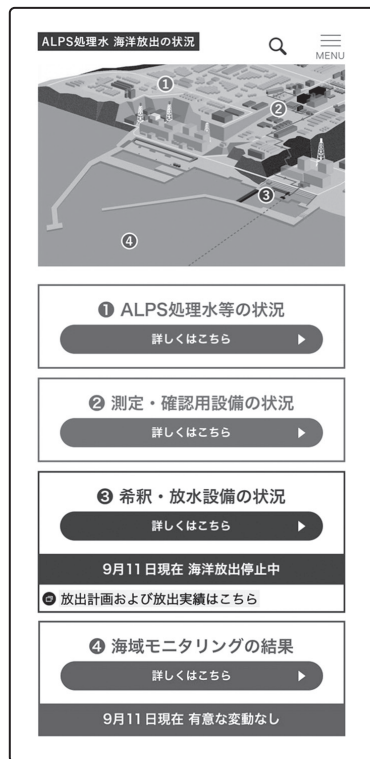 ALPS処理水 海洋放出の状況
MENU
①
②
③
④
❶ ALPS処理水等の状況
詳しくはこちら
❷ 測定・確認用設備の状況
詳しくはこちら
❸ 希釈・放水設備の状況
詳しくはこちら
9月11日現在 海洋放出停止中
放出計画および放出実績はこちら
❹ 海域モニタリングの結果
詳しくはこちら
9月11日現在 有意な変動なし